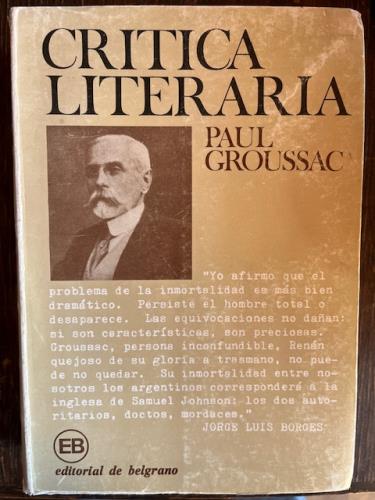 CRITICA
LITERARIA
PAUL
GROUSSAC
"Yo afirmo que el
problema de la inmortalidad es más bien
dramático. Persiste el hombre total o
desaparece. Las equivocaciones no dañan:
si son características, son preciosas.
Groussac, persona inconfundible, Renán
quejoso de su gloria a trasmano, no pue-
de no quedar. Su inmortalidad entre no-
sotros los argentinos corresponderá a la
inglesa de Samuel Johnson: los dos auto-
ritarios, doctos, mordaces."
JORGE LUIS BORGES
EB
editorial de belgrano